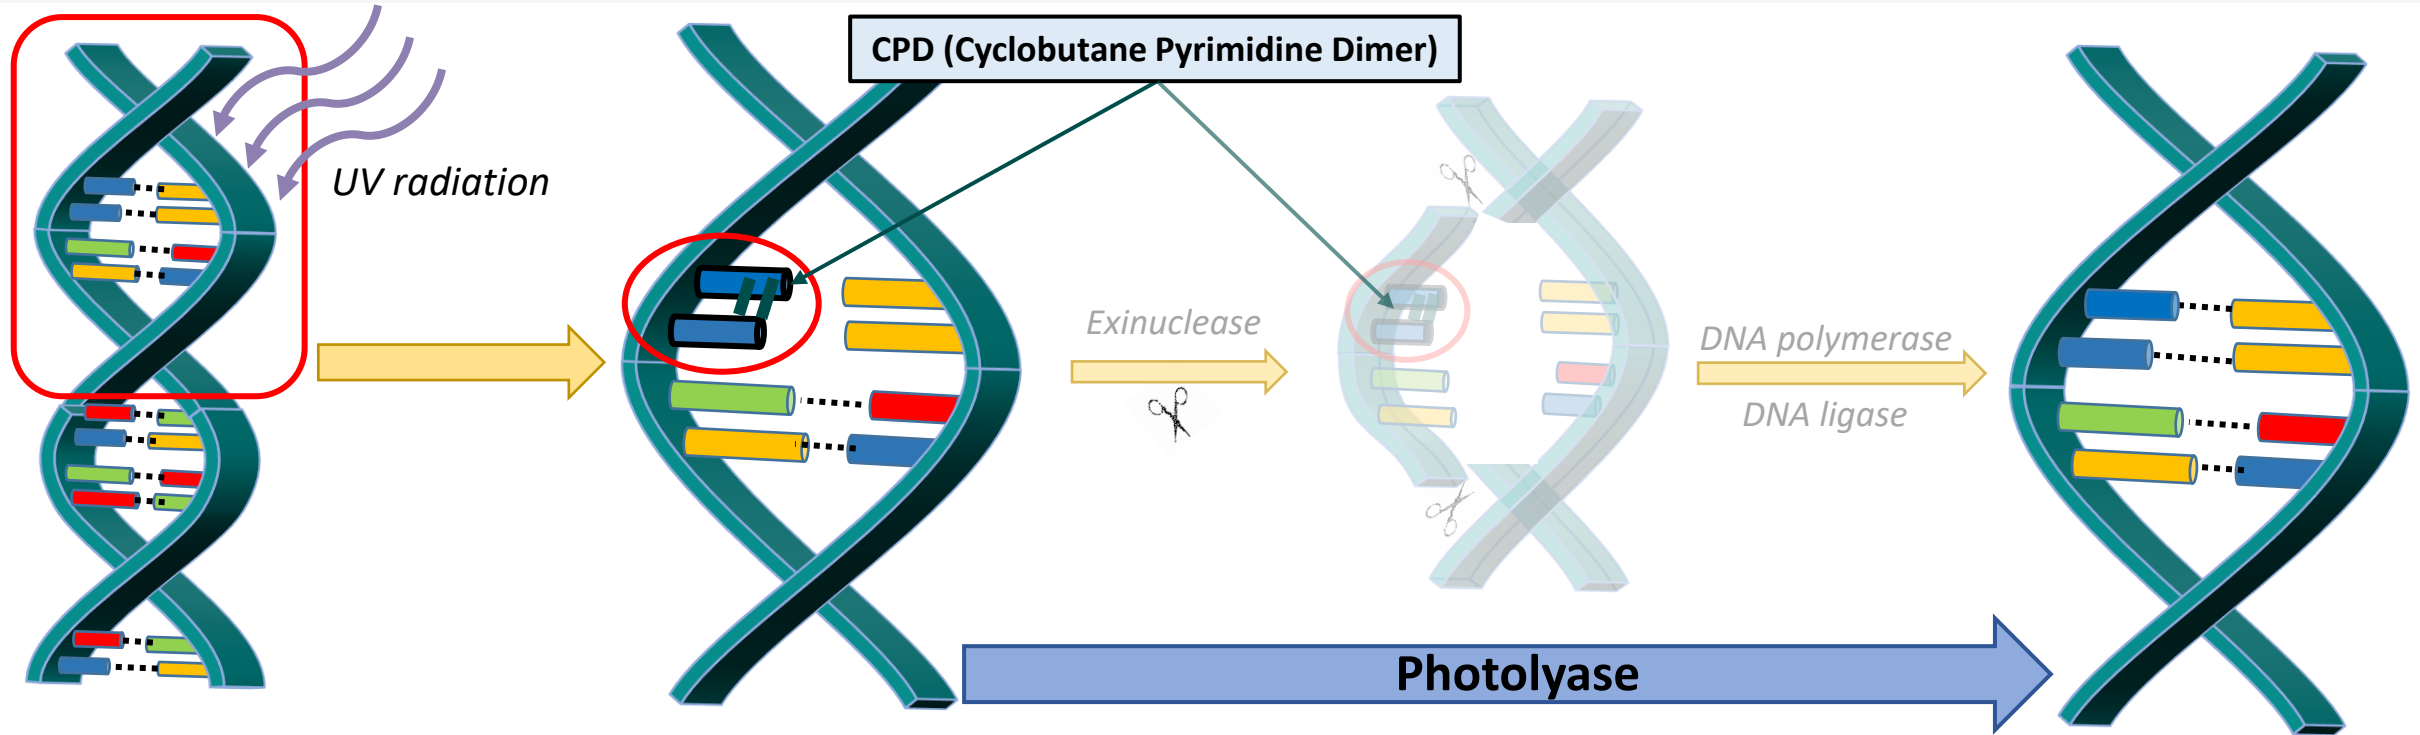 CPD (Cyclobutane Pyrimidine Dimer)
UV radiation
Exinuclease
DNA polymerase
DNA ligase
Photolyase